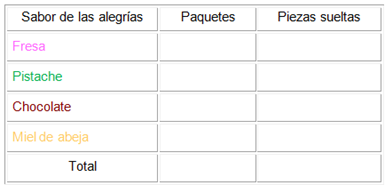 Sabor de las alegrías Paquetes Piezas sueltas
Fresa
Pistache
Chocolate
Miel de abeja
Total